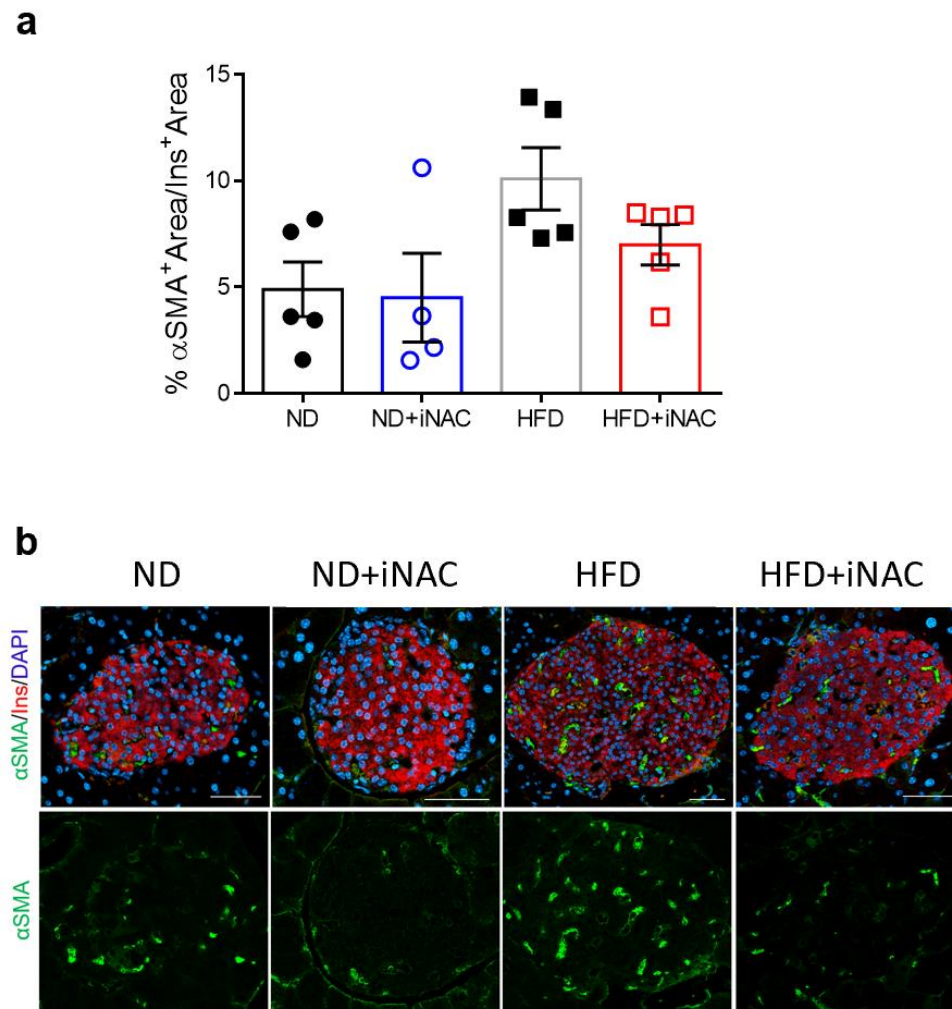 a
% αSMA⁺Area/Ins⁺Area
15
10
5
0
ND ND+iNAC HFD HFD+iNAC
b
ND ND+iNAC HFD HFD+iNAC
αSMA/Ins/DAPI
αSMA